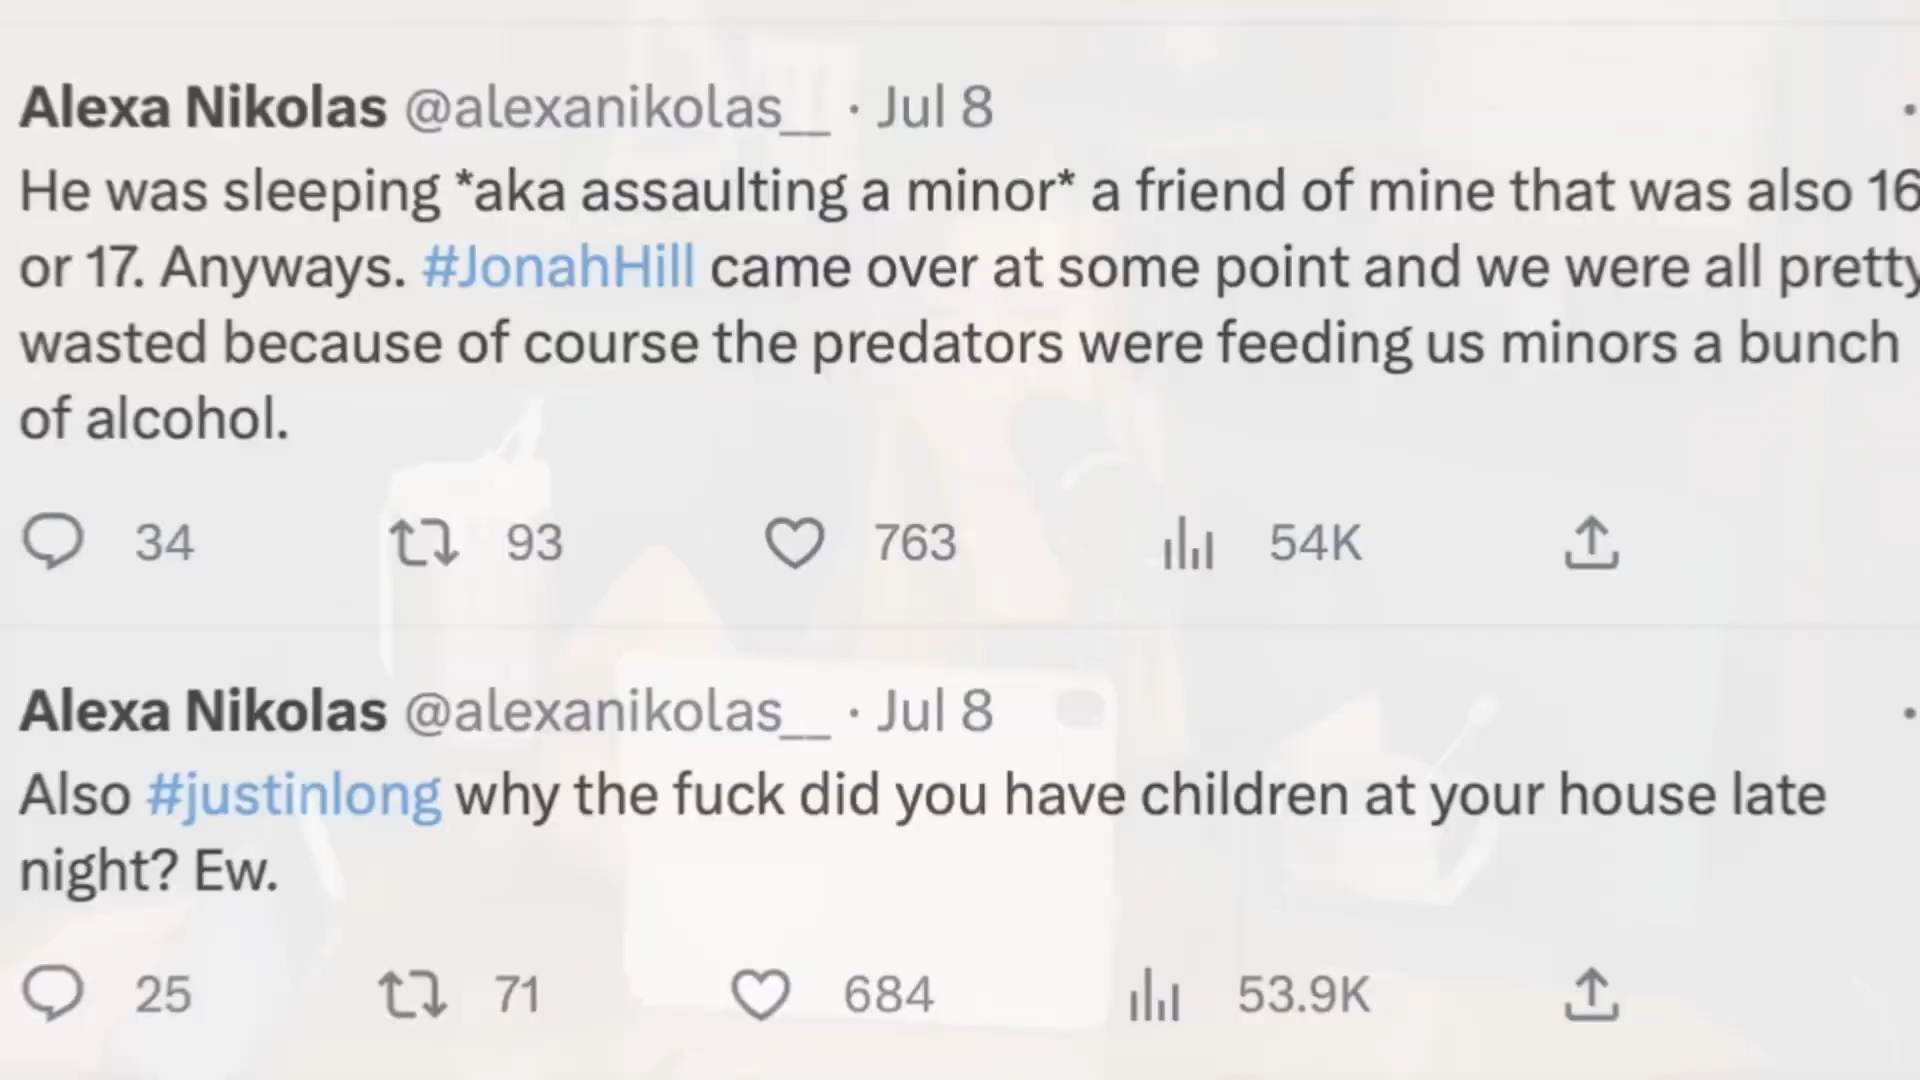 Alexa Nikolas @alexanikolas__ · Jul 8
He was sleeping *aka assaulting a minor* a friend of mine that was also 16
or 17. Anyways. #JonahHill came over at some point and we were all pretty
wasted because of course the predators were feeding us minors a bunch
of alcohol.
34 93 763 54K
Alexa Nikolas @alexanikolas__ · Jul 8
Also #justinlong why the fuck did you have children at your house late
night? Ew.
25 71 684 53.9K